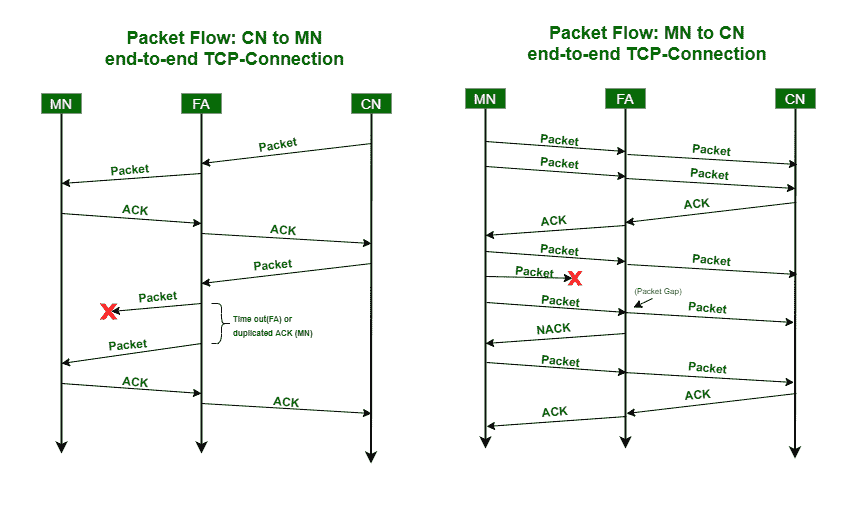 Packet Flow: CN to MN
end-to-end TCP-Connection
MN
FA
CN
Packet
Packet
ACK
ACK
Packet
Packet
Time out(FA) or
duplicated ACK (MN)
Packet
ACK
ACK
Packet Flow: MN to CN
end-to-end TCP-Connection
MN
FA
CN
Packet
Packet
Packet
Packet
ACK
ACK
Packet
Packet
Packet
(Packet Gap)
Packet
Packet
NACK
Packet
Packet
ACK
ACK